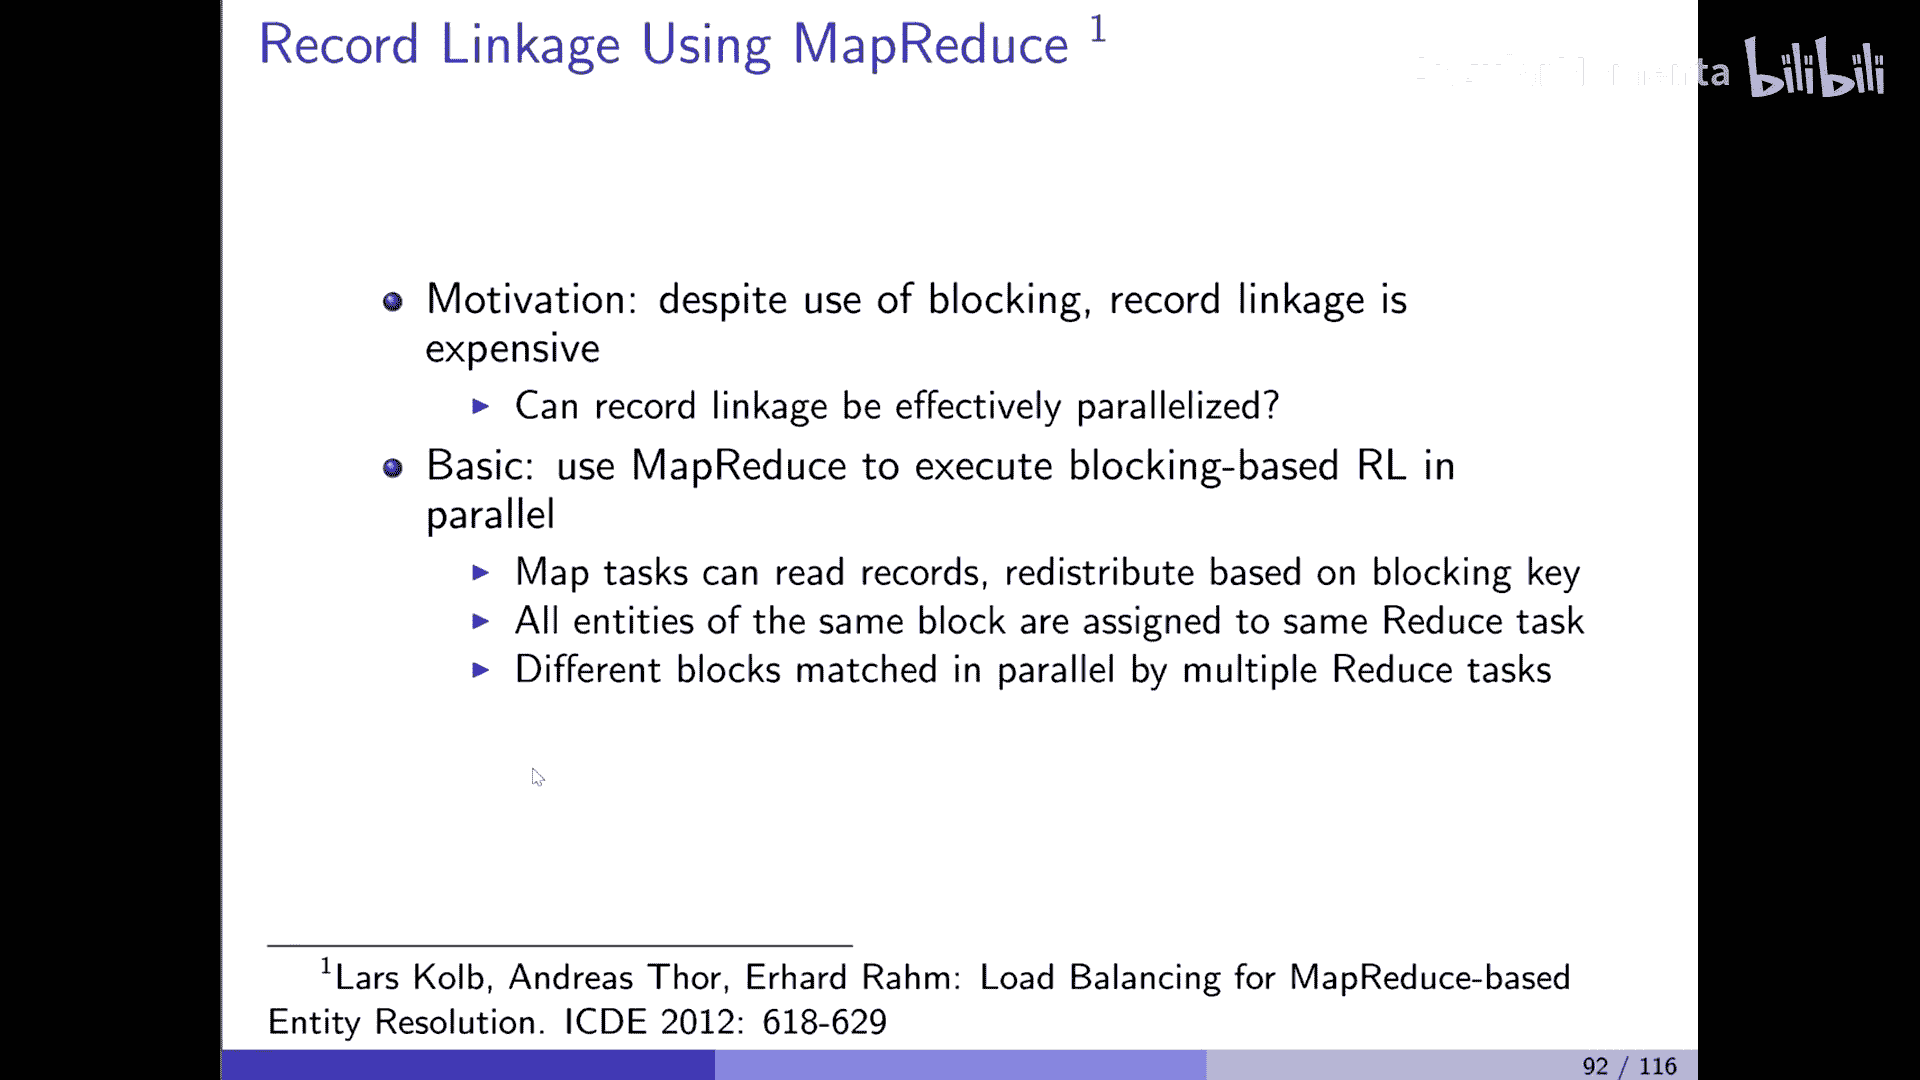 Record Linkage Using MapReduce 1
bilibili
Motivation: despite use of blocking, record linkage is
expensive
Can record linkage be effectively parallelized?
Basic: use MapReduce to execute blocking-based RL in
parallel
Map tasks can read records, redistribute based on blocking key
All entities of the same block are assigned to same Reduce task
Different blocks matched in parallel by multiple Reduce tasks
1Lars Kolb, Andreas Thor, Erhard Rahm: Load Balancing for MapReduce-based
Entity Resolution. ICDE 2012: 618-629
92 / 116